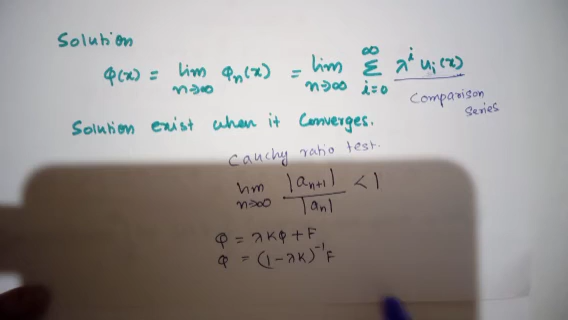 Solution
φ(x) = lim n→∞ φn(x) = lim n→∞ ∞ Σ i=0 λ^i ui(x)
Comparison
series
Solution exist when it Converges.
Cauchy ratio test.
lim n→∞ |an+1| / |an| < 1
φ = λKφ + F
φ = (1-λK)^-1 F